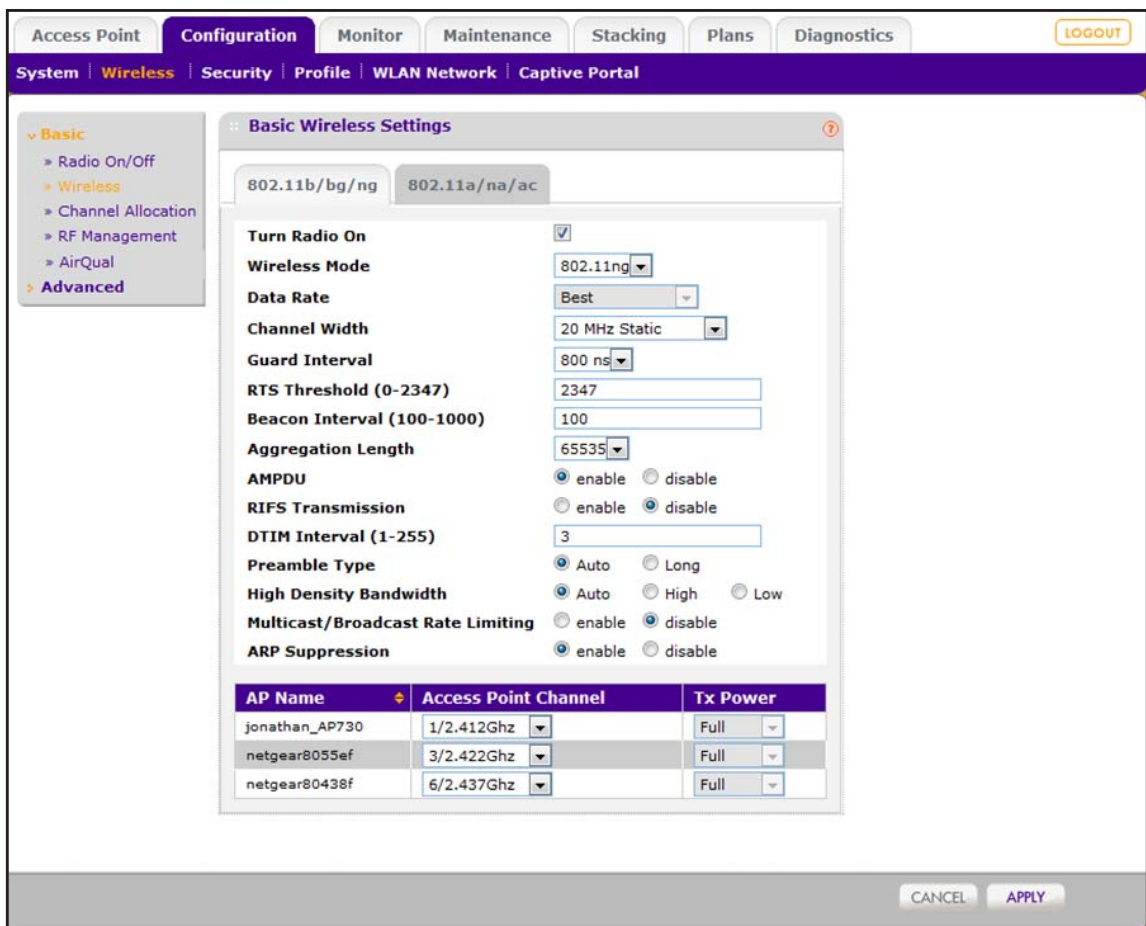 Access Point Configuration Monitor Maintenance Stacking Plans Diagnostics LOGOUT
System Wireless Security Profile WLAN Network Captive Portal
Basic
» Radio On/Off
» Wireless
» Channel Allocation
» RF Management
» AirQual
Advanced
Basic Wireless Settings ?
802.11b/bg/ng 802.11a/na/ac
Turn Radio On
Wireless Mode 802.11ng
Data Rate Best
Channel Width 20 MHz Static
Guard Interval 800 ns
RTS Threshold (0-2347) 2347
Beacon Interval (100-1000) 100
Aggregation Length 65535
AMPDU enable disable
RIFS Transmission enable disable
DTIM Interval (1-255) 3
Preamble Type Auto Long
High Density Bandwidth Auto High Low
Multicast/Broadcast Rate Limiting enable disable
ARP Suppression enable disable
AP Name Access Point Channel Tx Power
jonathan_AP730 1/2.412Ghz Full
netgear8055ef 3/2.422Ghz Full
netgear80438f 6/2.437Ghz Full
CANCEL APPLY